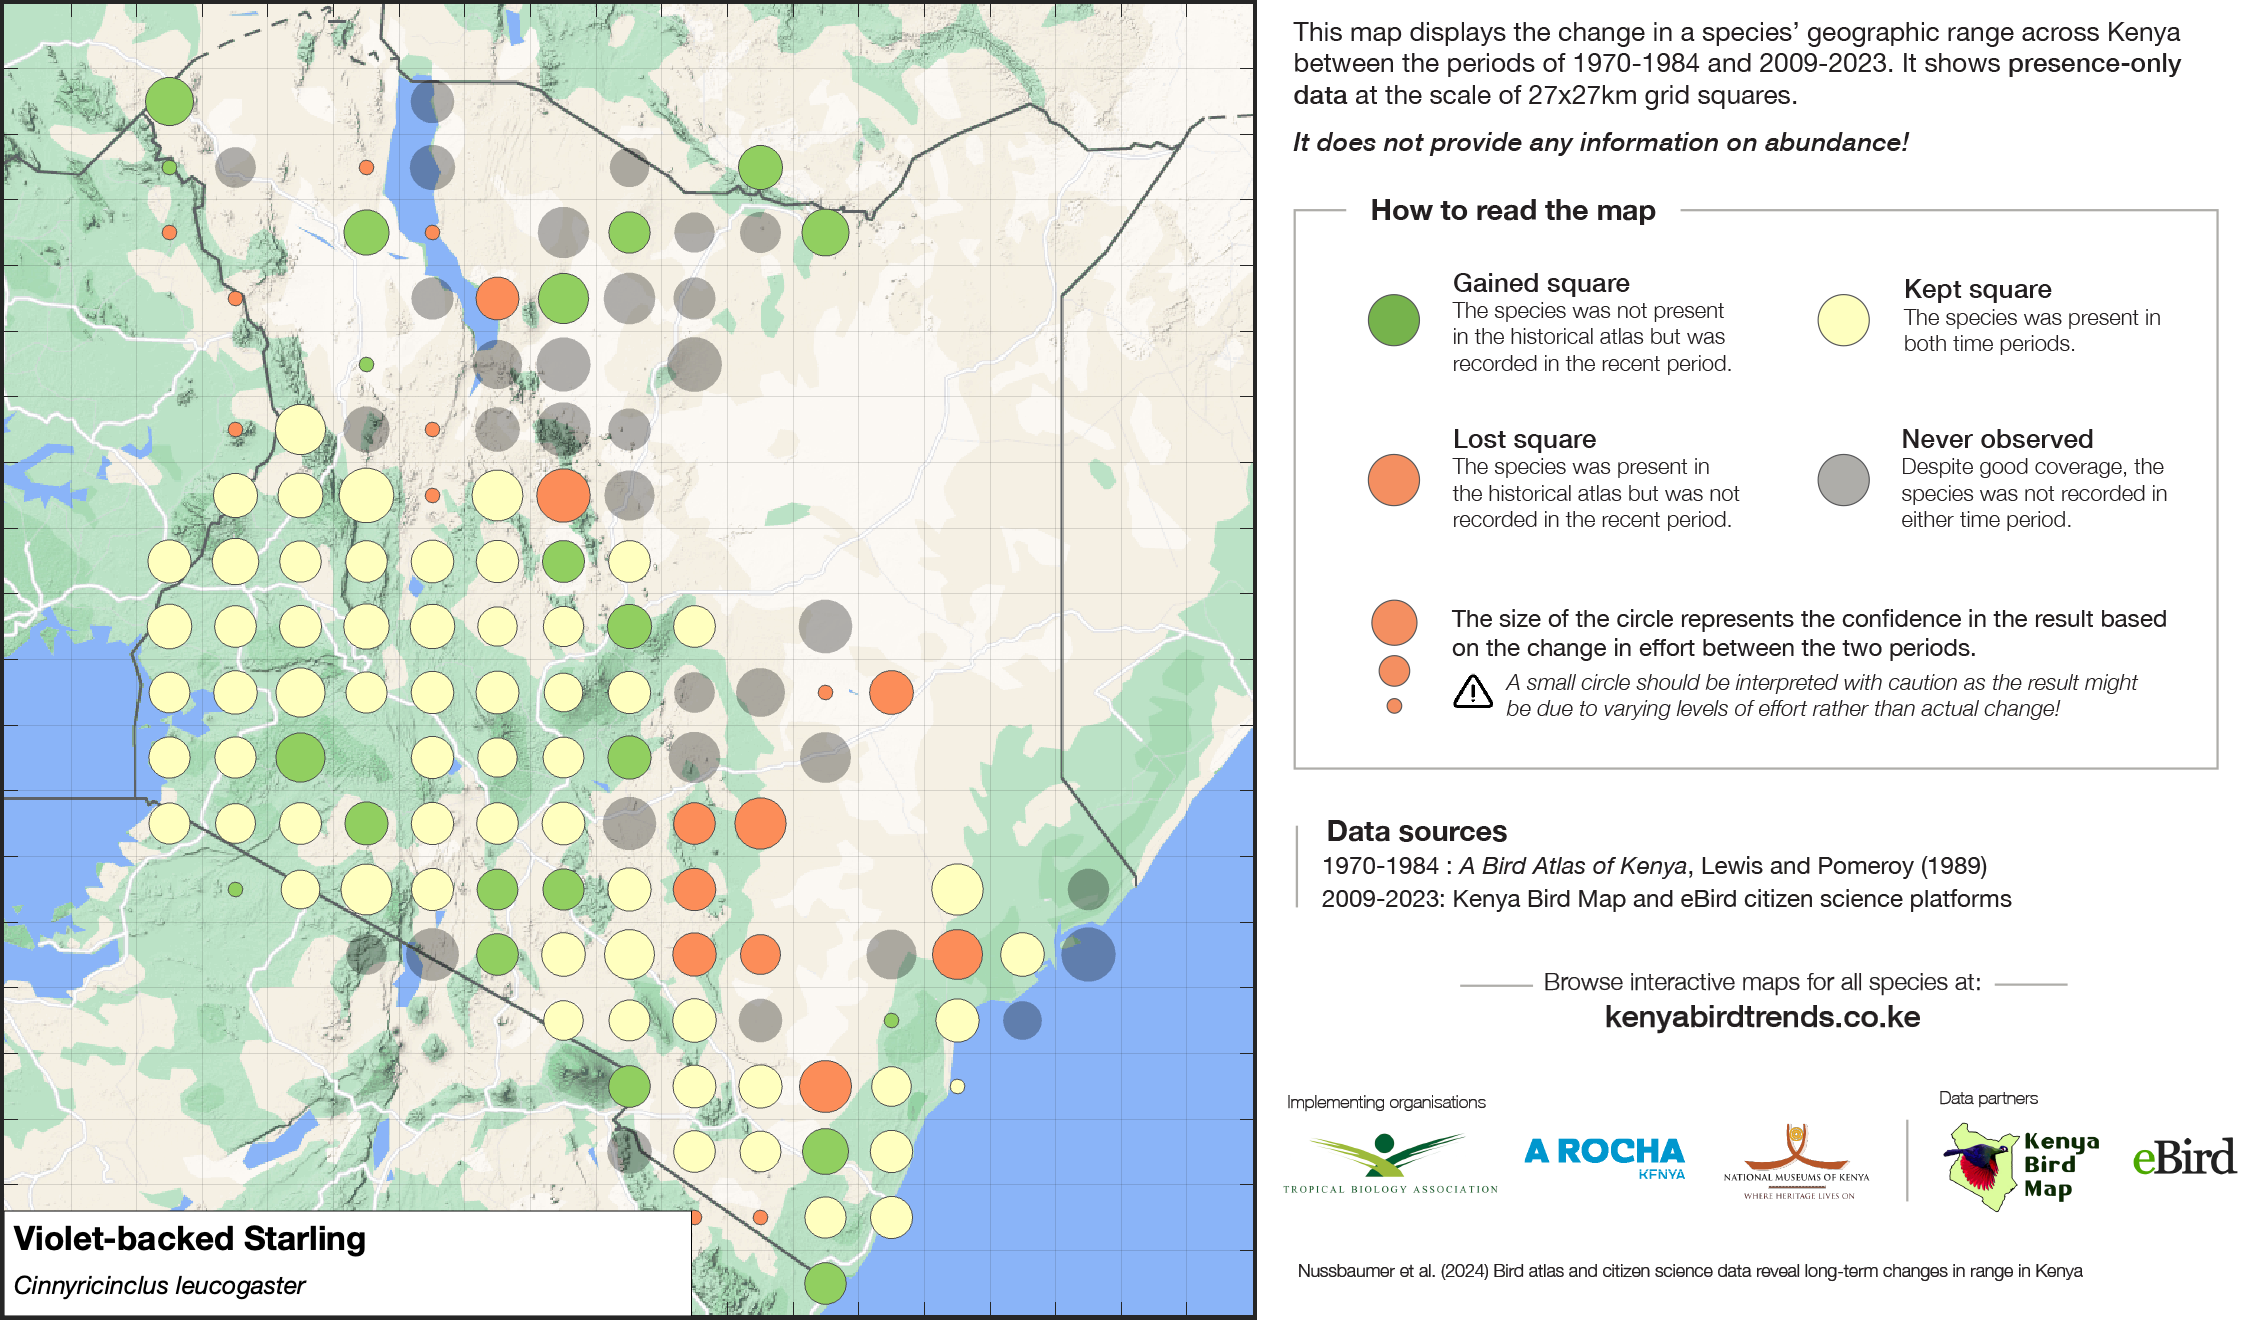 This map displays the change in a species' geographic range across Kenya
between the periods of 1970-1984 and 2009-2023. It shows presence-only
data at the scale of 27x27km grid squares.
It does not provide any information on abundance!
How to read the map
Gained square
The species was not present
in the historical atlas but was
recorded in the recent period.
Kept square
The species was present in
both time periods.
Lost square
The species was present in
the historical atlas but was not
recorded in the recent period.
Never observed
Despite good coverage, the
species was not recorded in
either time period.
The size of the circle represents the confidence in the result based
on the change in effort between the two periods.
A small circle should be interpreted with caution as the result might
be due to varying levels of effort rather than actual change!
Data sources
1970-1984 : A Bird Atlas of Kenya, Lewis and Pomeroy (1989)
2009-2023: Kenya Bird Map and eBird citizen science platforms
Browse interactive maps for all species at:
kenyabirdtrends.co.ke
Implementing organisations
Data partners
TROPICAL BIOLOGY ASSOCIATION
A ROCHA
KENYA
NATIONAL MUSEUMS OF KENYA
WHERE HERITAGE LIVES ON
Kenya
Bird
Map
eBird
Violet-backed Starling
Cinnyricinclus leucogaster
Nussbaumer et al. (2024) Bird atlas and citizen science data reveal long-term changes in range in Kenya